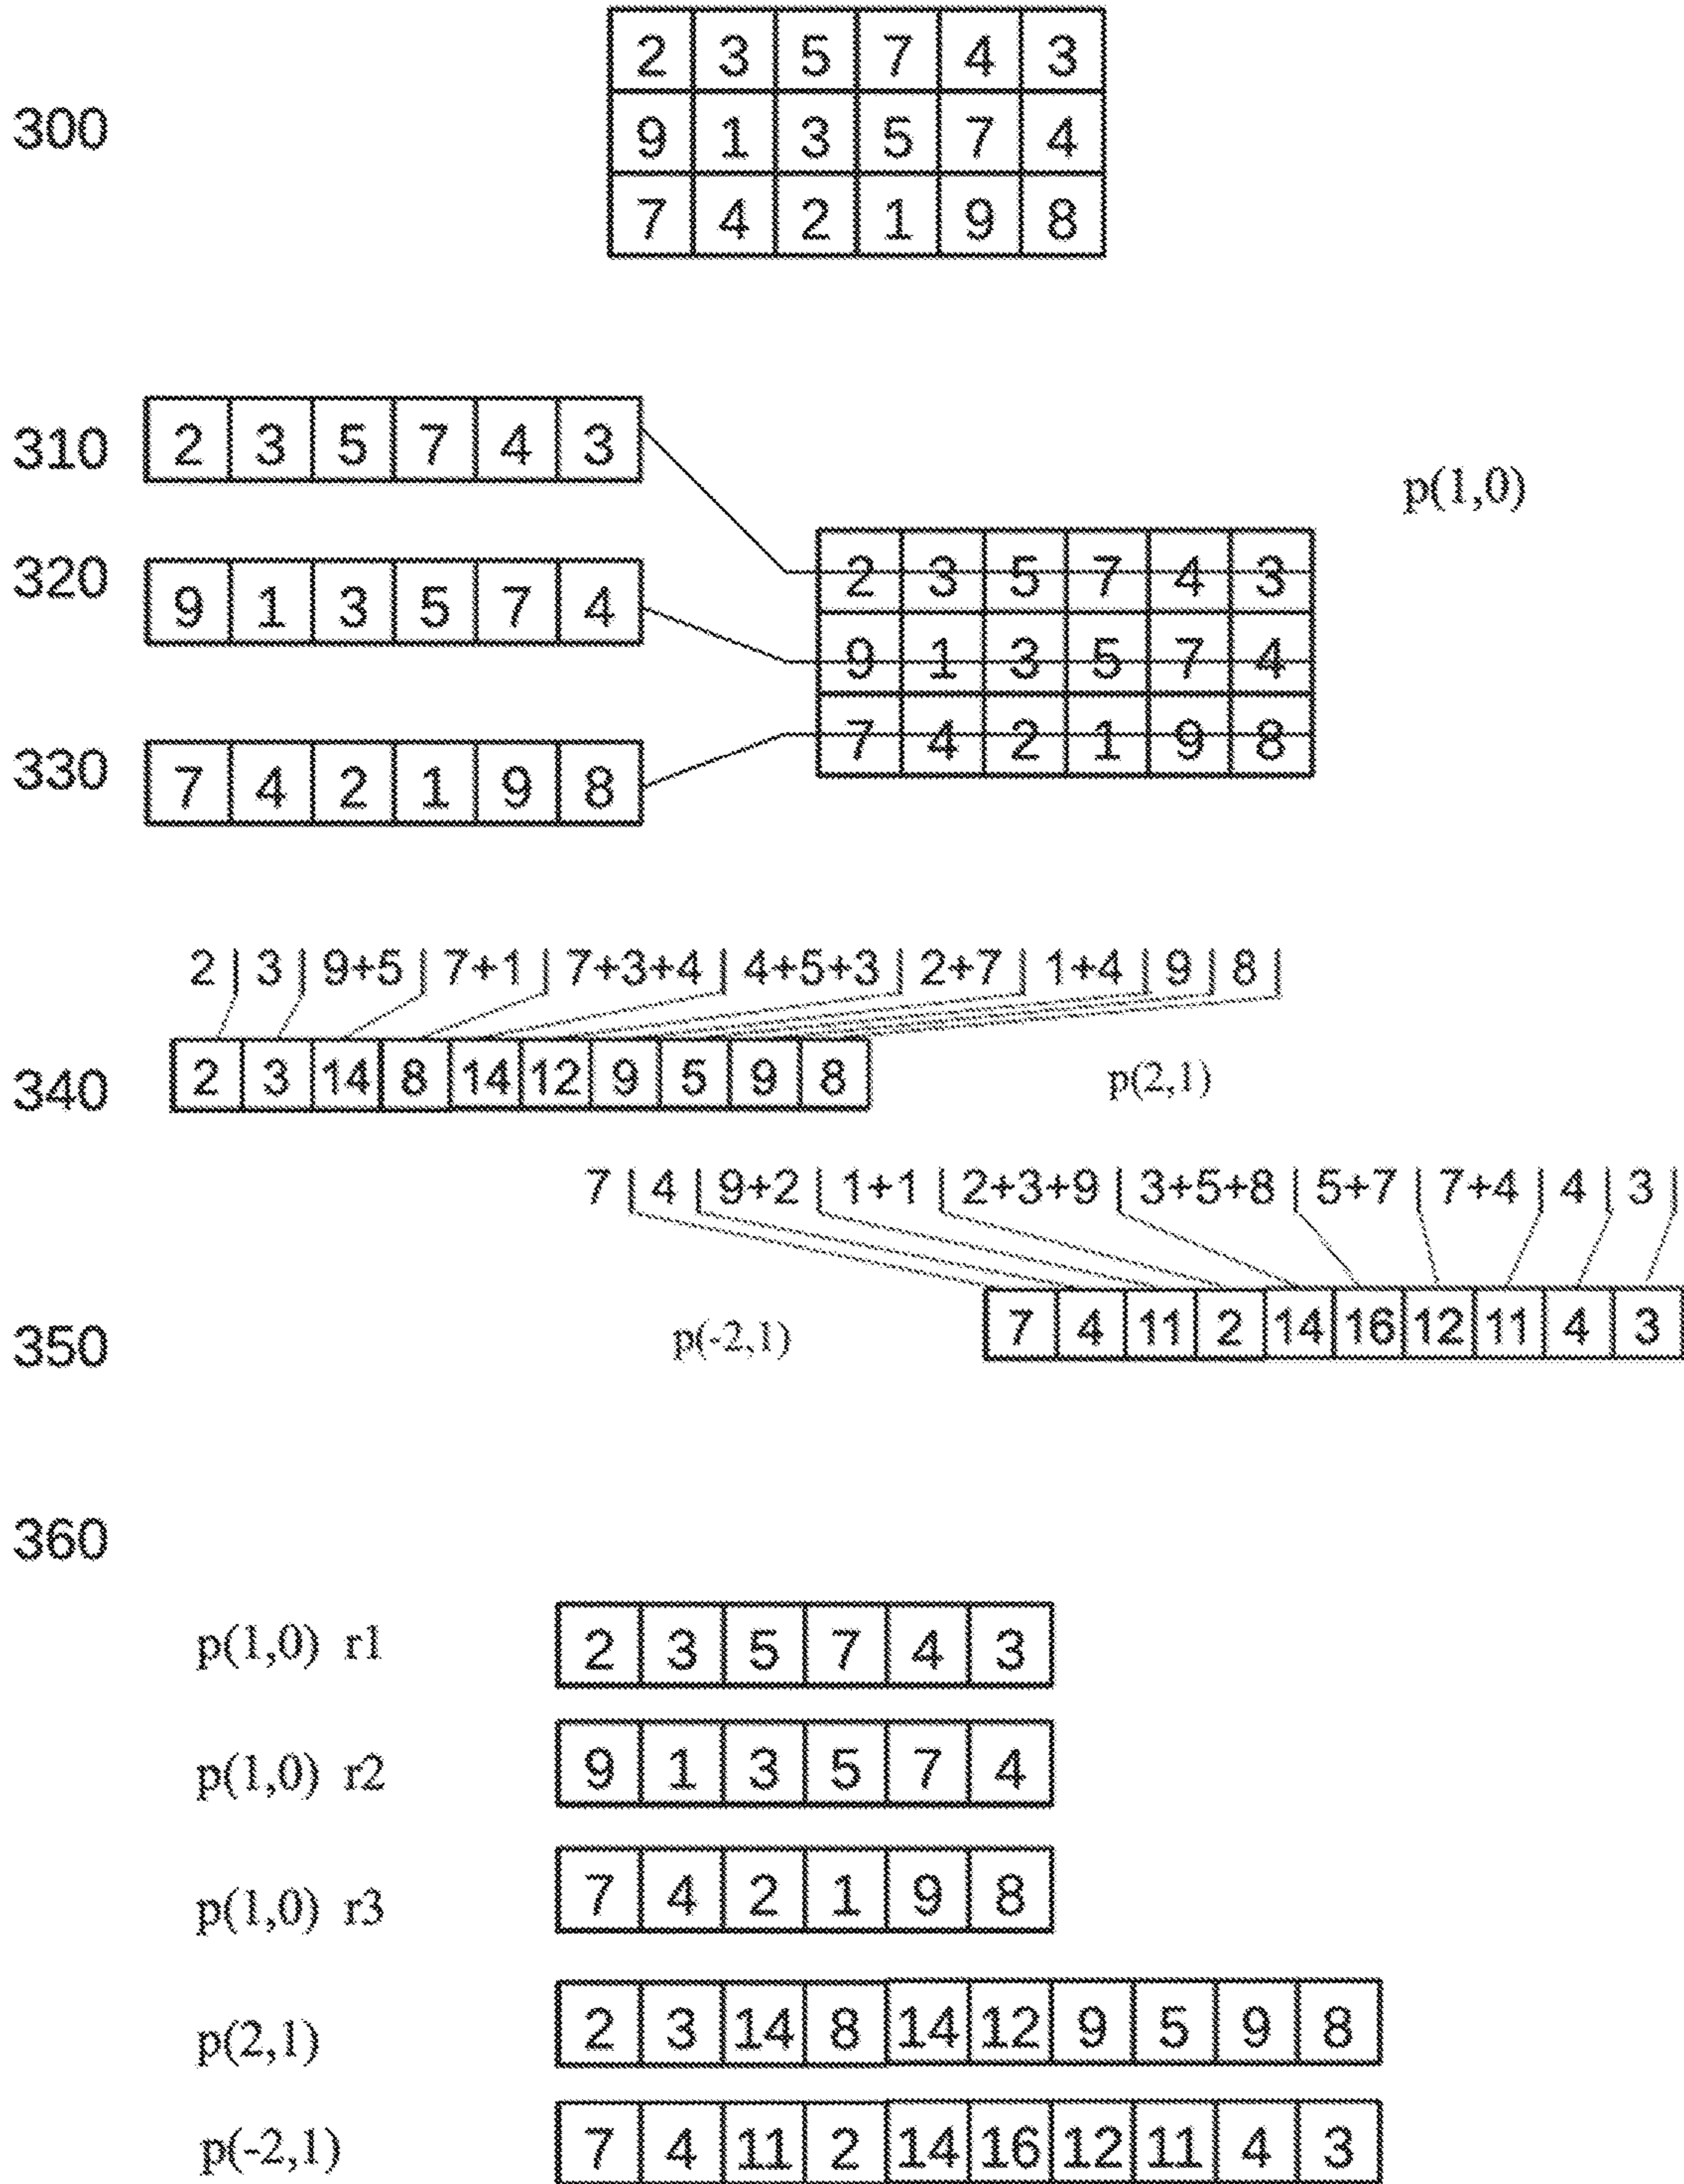 2 3 5 7 4 3
300 9 1 3 5 7 4
7 4 2 1 9 8
310 2 3 5 7 4 3
p(1,0)
2 3 5 7 4 3
320 9 1 3 5 7 4
9 1 3 5 7 4
7 4 2 1 9 8
330 7 4 2 1 9 8
2 | 3 | 9+5 | 7+1 | 7+3+4 | 4+5+3 | 2+7 | 1+4 | 9 | 8 |
340 2 3 14 8 14 12 9 5 9 8 p(2,1)
7 | 4 | 9+2 | 1+1 | 2+3+9 | 3+5+8 | 5+7 | 7+4 | 4 | 3 |
350 p(-2,1) 7 4 11 2 14 16 12 11 4 3
360
p(1,0) r1 2 3 5 7 4 3
p(1,0) r2 9 1 3 5 7 4
p(1,0) r3 7 4 2 1 9 8
p(2,1) 2 3 14 8 14 12 9 5 9 8
p(-2,1) 7 4 11 2 14 16 12 11 4 3